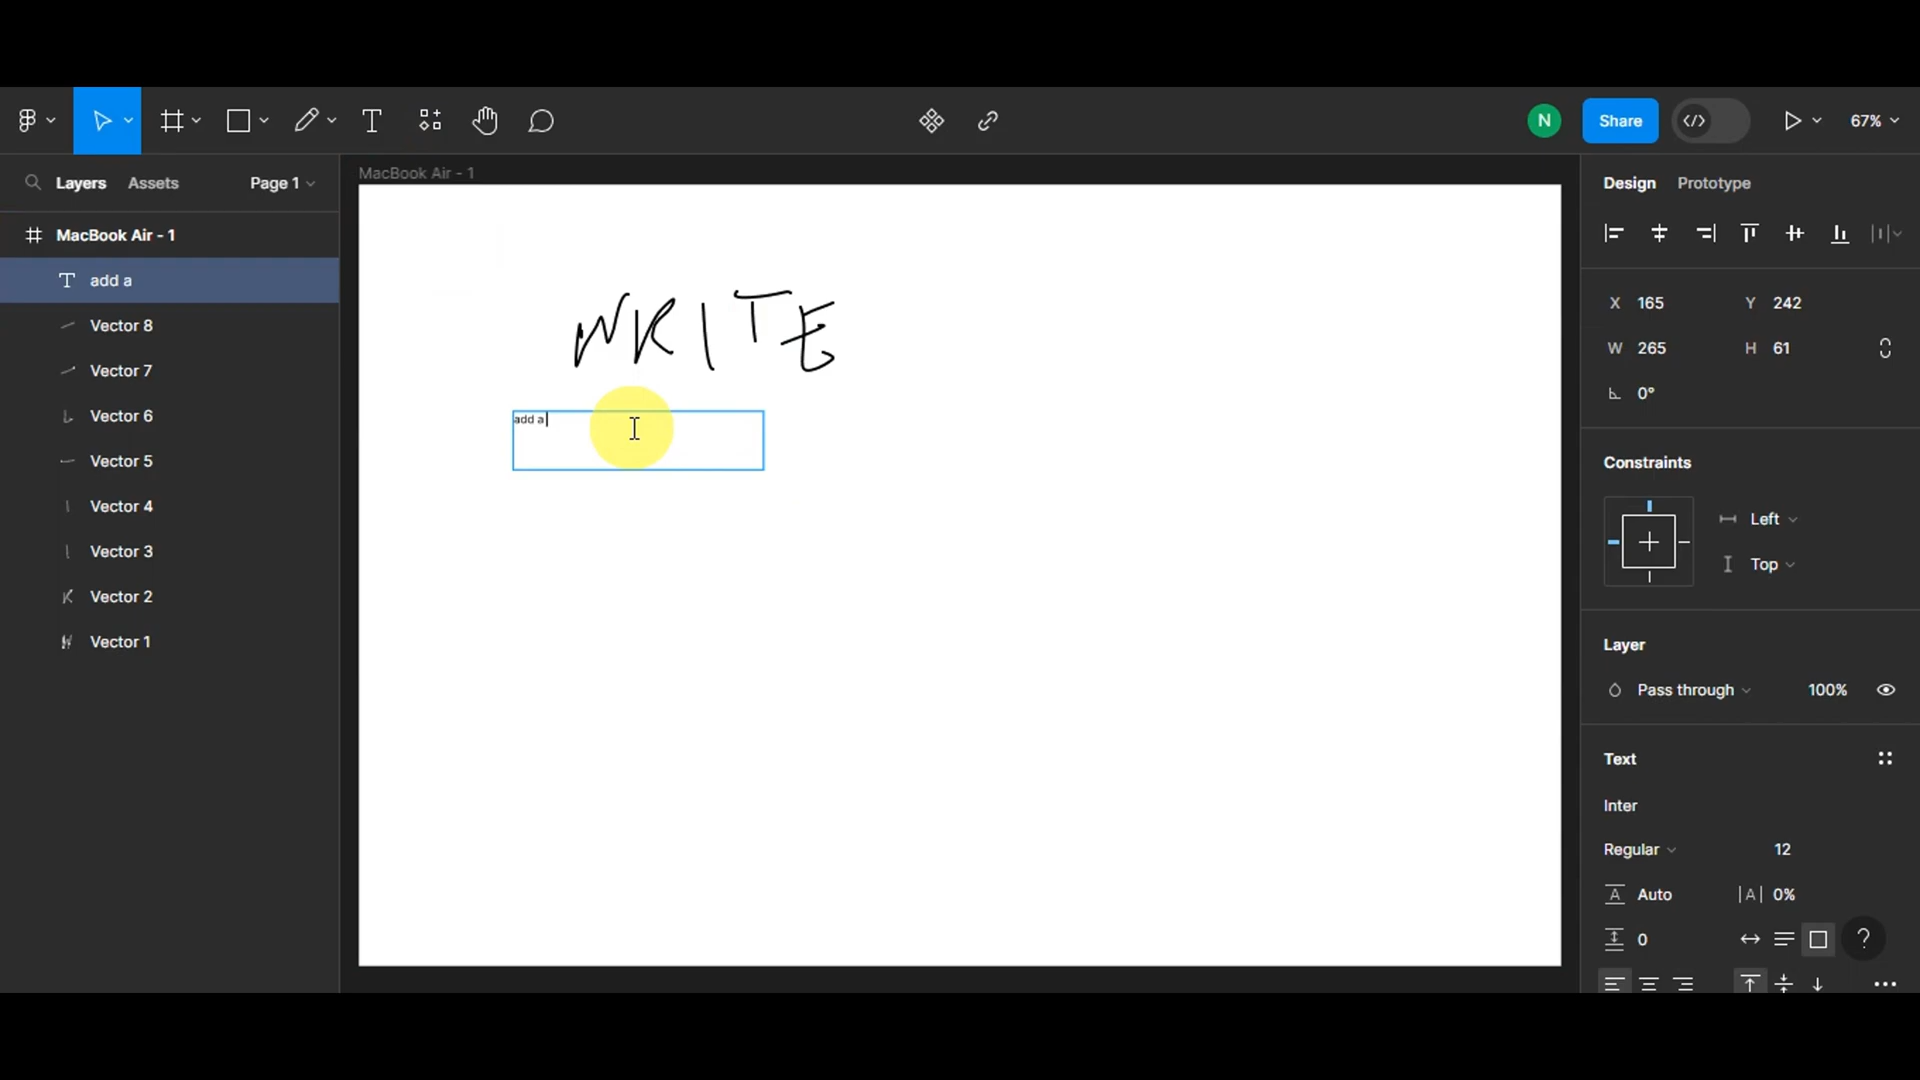 N
Share
67%
Layers
Assets
Page 1
MacBook Air - 1
Design
Prototype
MacBook Air - 1
add a
WRITE
X 165
Y 242
Vector 8
W 265
H 61
Vector 7
0°
Vector 6
add a
Vector 5
Constraints
Vector 4
Left
Vector 3
Top
Vector 2
Vector 1
Layer
Pass through
100%
Text
Inter
Regular
12
A Auto
|A| 0%
0
?